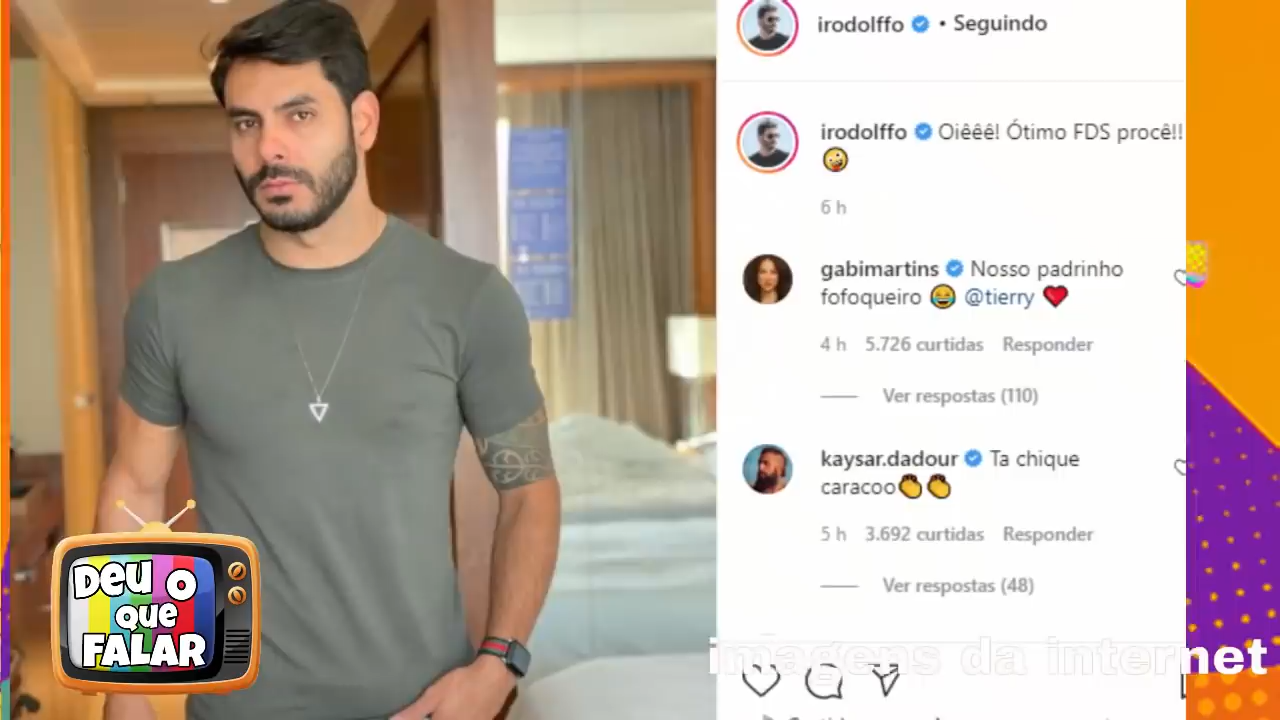 irodolffo • Seguindo
irodolffo Oiêêê! Ótimo FDS procê!!
6 h
gabimartins Nosso padrinho
fofoqueiro @tierry
4 h 5.726 curtidas Responder
Ver respostas (110)
kaysar.dadour Ta chique
caracoo
5 h 3.692 curtidas Responder
Ver respostas (48)
DEU O
QUE
FALAR
imagens da internet